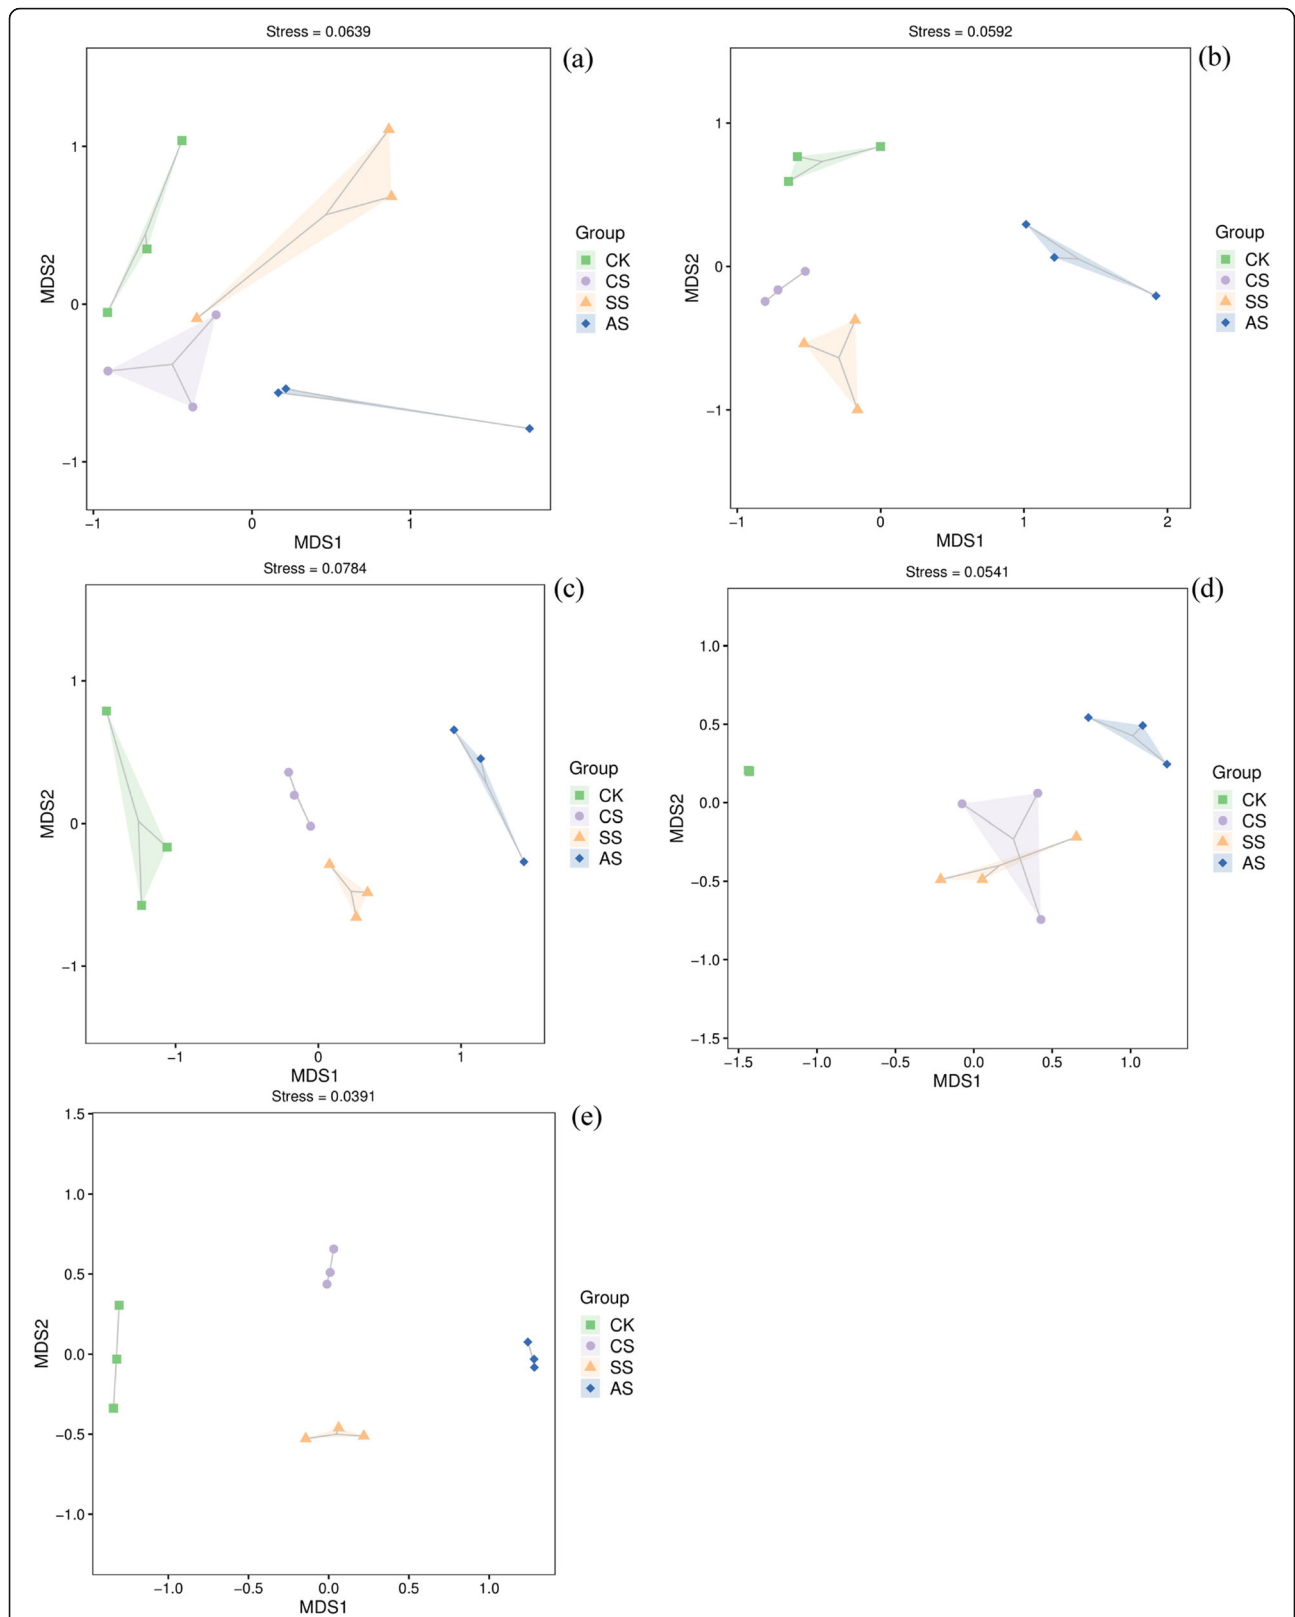 Stress = 0.0639
(a)
MDS2
1
0
−1
−1 0 1
MDS1
Group
CK
CS
SS
AS
Stress = 0.0592
(b)
MDS2
1
0
−1
−1 0 1 2
MDS1
Group
CK
CS
SS
AS
Stress = 0.0784
(c)
MDS2
1
0
−1
−1 0 1
MDS1
Group
CK
CS
SS
AS
Stress = 0.0541
(d)
MDS2
1.0
0.5
0.0
−0.5
−1.0
−1.5
−1.5 −1.0 −0.5 0.0 0.5 1.0
MDS1
Group
CK
CS
SS
AS
Stress = 0.0391
(e)
MDS2
1.5
1.0
0.5
0.0
−0.5
−1.0
−1.0 −0.5 0.0 0.5 1.0
MDS1
Group
CK
CS
SS
AS